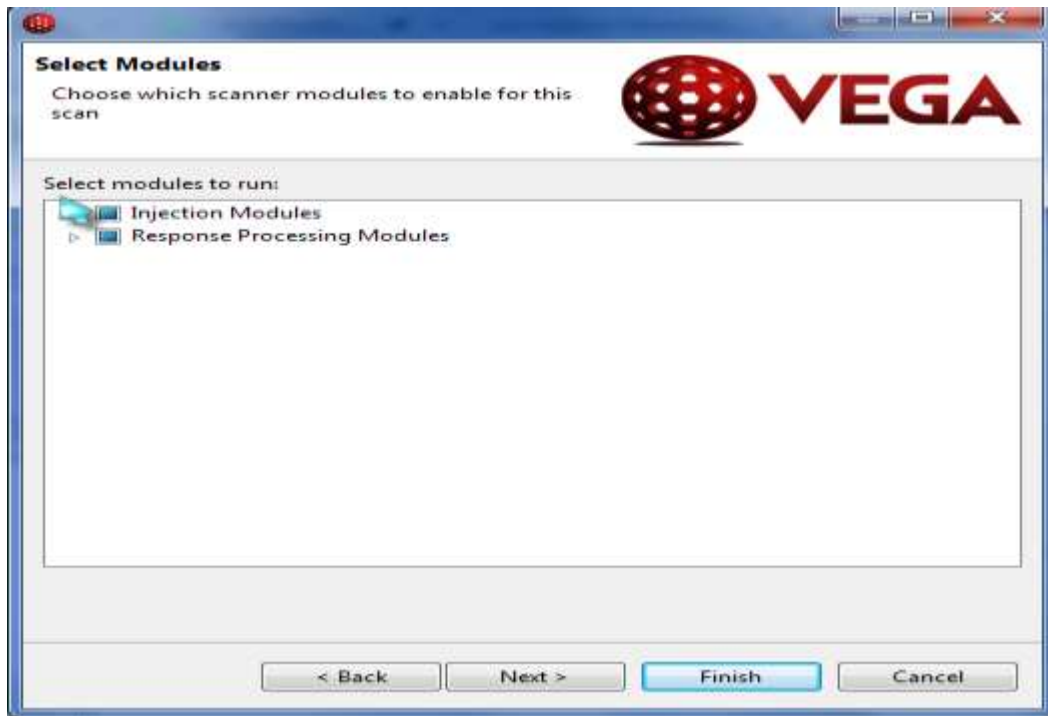 Select Modules
Choose which scanner modules to enable for this
scan
VEGA
Select modules to run:
Injection Modules
Response Processing Modules
< Back
Next >
Finish
Cancel